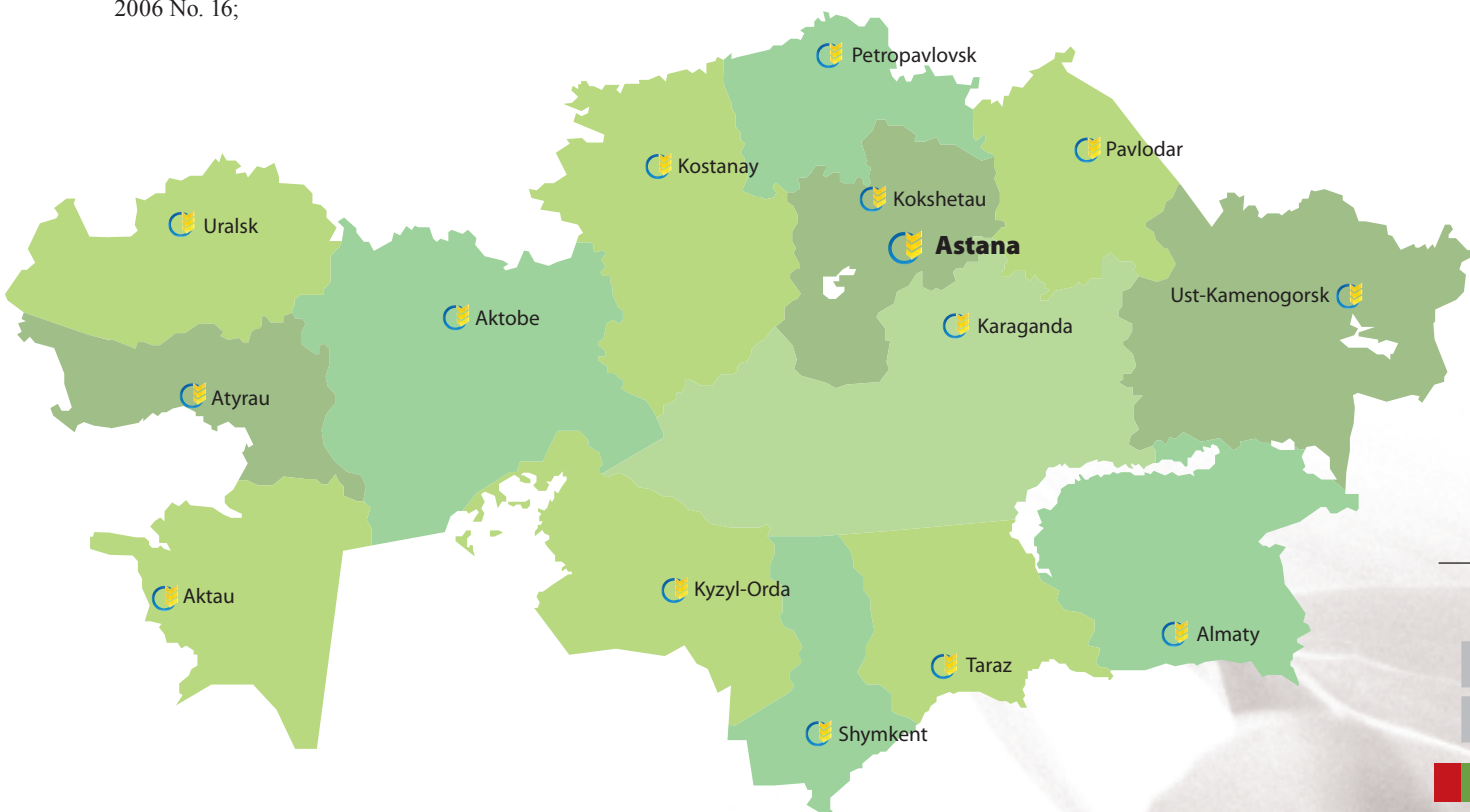 2006 No. 16;
Petropavlovsk
Kostanay
Pavlodar
Kokshetau
Uralsk
Astana
Ust-Kamenogorsk
Aktobe
Karaganda
Atyrau
Kyzyl-Orda
Aktau
Almaty
Taraz
Shymkent